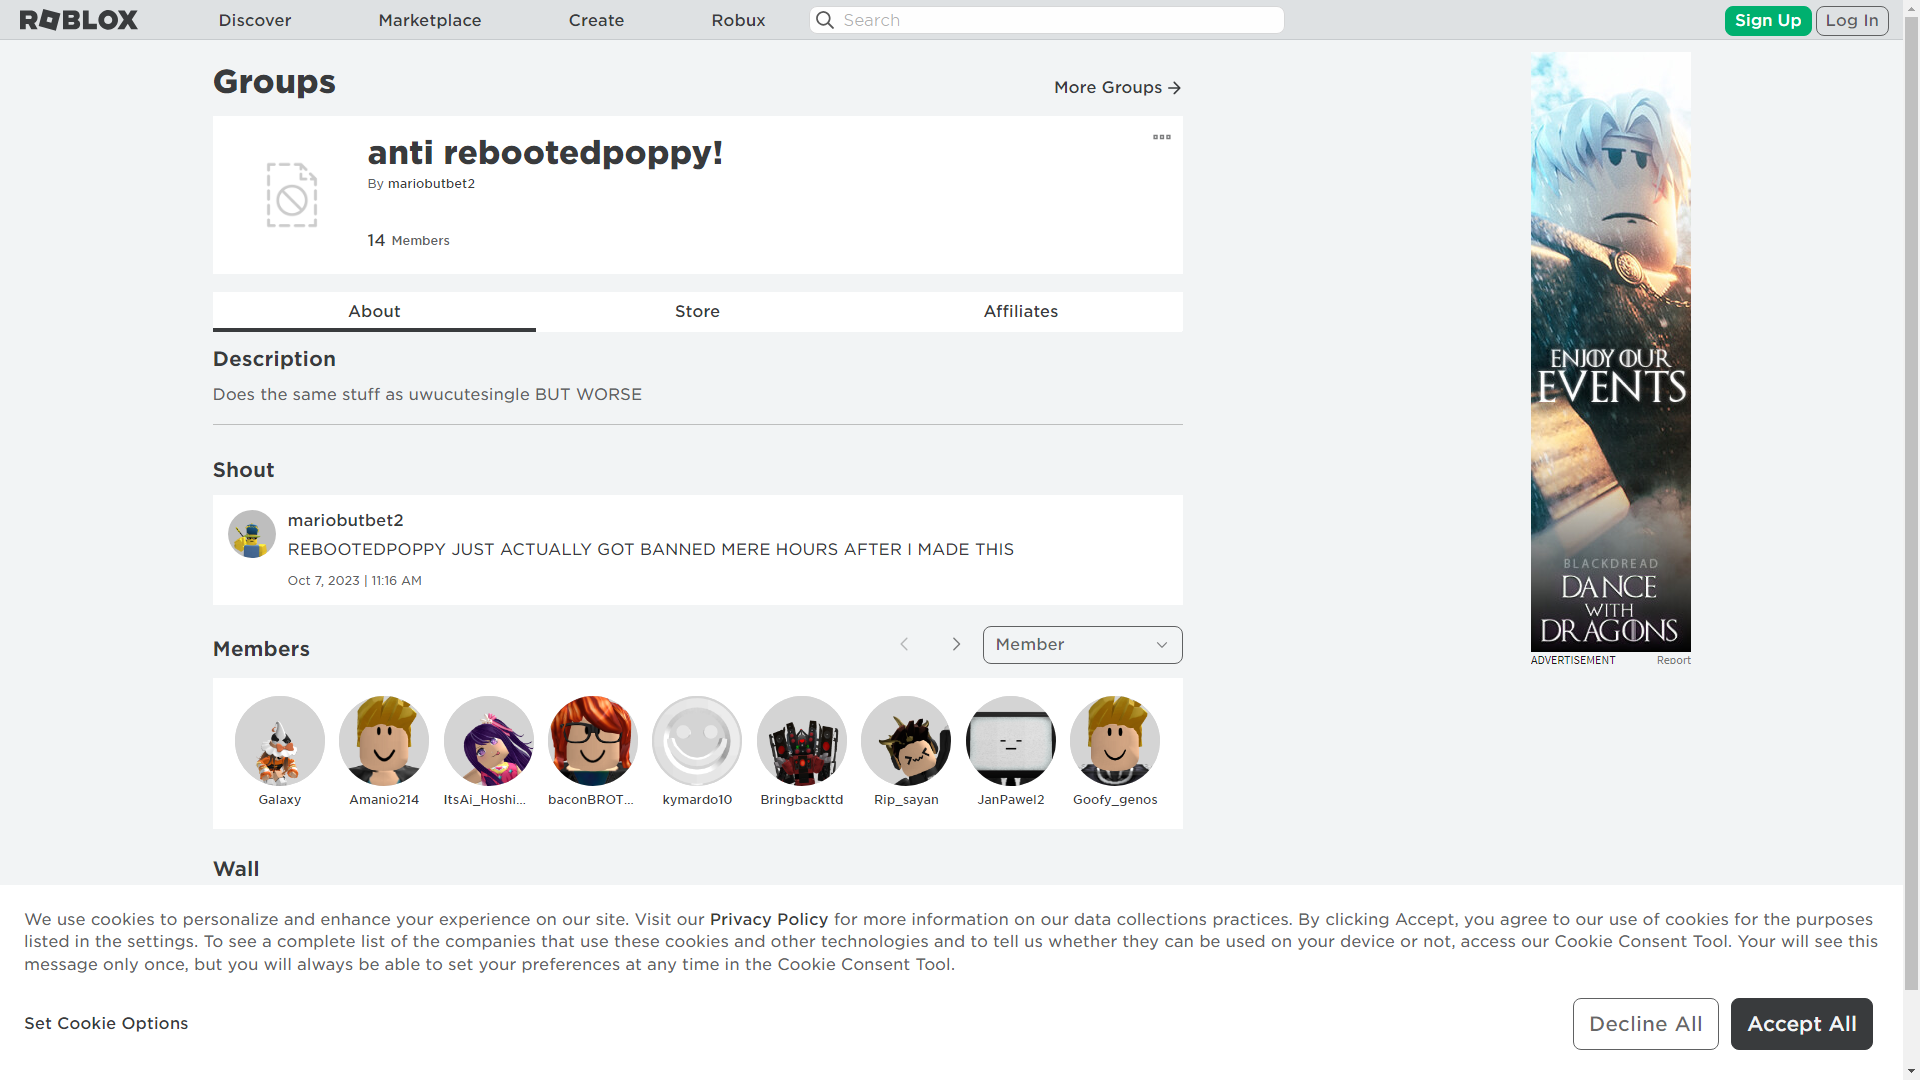 ROBLOX
Discover
Marketplace
Create
Robux
Search
Sign Up
Log In
Groups
More Groups
anti rebootedpoppy!
By mariobutbet2
14 Members
About
Store
Affiliates
Description
Does the same stuff as uwucutesingle BUT WORSE
Shout
mariobutbet2
REBOOTEDPOPPY JUST ACTUALLY GOT BANNED MERE HOURS AFTER I MADE THIS
Oct 7, 2023 | 11:16 AM
Members
Member
Galaxy
Amanio214
ItsAi_Hoshi...
baconBROT...
kymardo10
Bringbackttd
Rip_sayan
JanPawel2
Goofy_genos
Wall
ENJOY OUR
EVENTS
BLACKDREAD
DANCE
WITH
DRAGONS
ADVERTISEMENT
Report
We use cookies to personalize and enhance your experience on our site. Visit our Privacy Policy for more information on our data collections practices. By clicking Accept, you agree to our use of cookies for the purposes
listed in the settings. To see a complete list of the companies that use these cookies and other technologies and to tell us whether they can be used on your device or not, access our Cookie Consent Tool. Your will see this
message only once, but you will always be able to set your preferences at any time in the Cookie Consent Tool.
Set Cookie Options
Decline All
Accept All